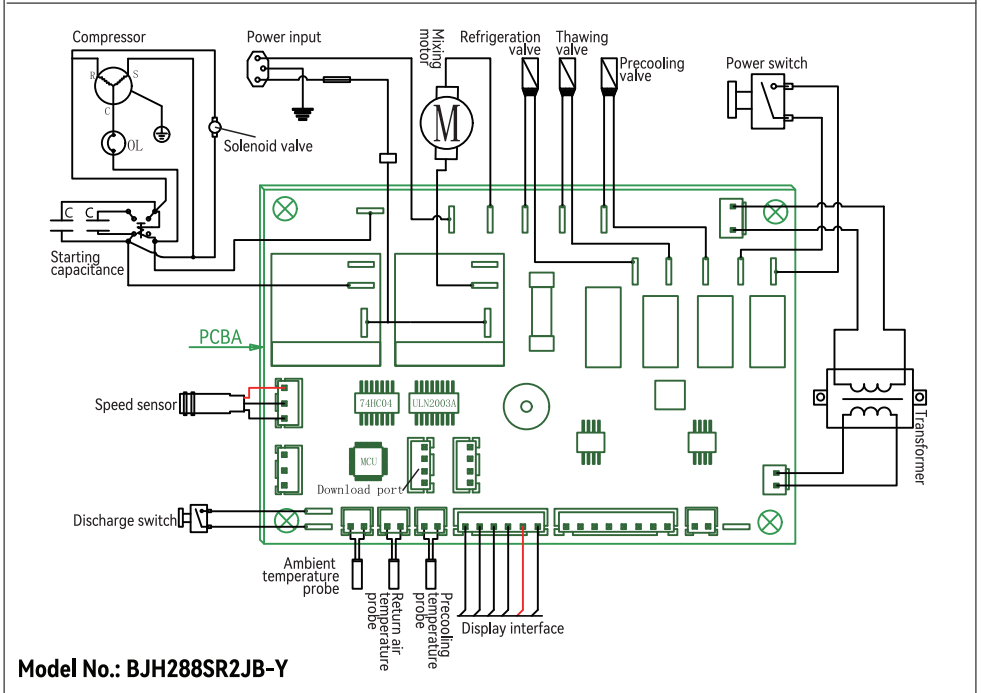 Compressor
Power input
Mixing
motor
Refrigeration
valve
Thawing
valve
Precooling
valve
Power switch
R
S
C
OL
Solenoid valve
M
C
C
Starting
capacitance
PCBA
Speed sensor
74HC04
ULN2003A
MCU
Download port
Transformer
Discharge switch
Ambient
temperature
probe
Return air
temperature
probe
Precooling
temperature
probe
Display interface
Model No.: BJH288SR2JB-Y